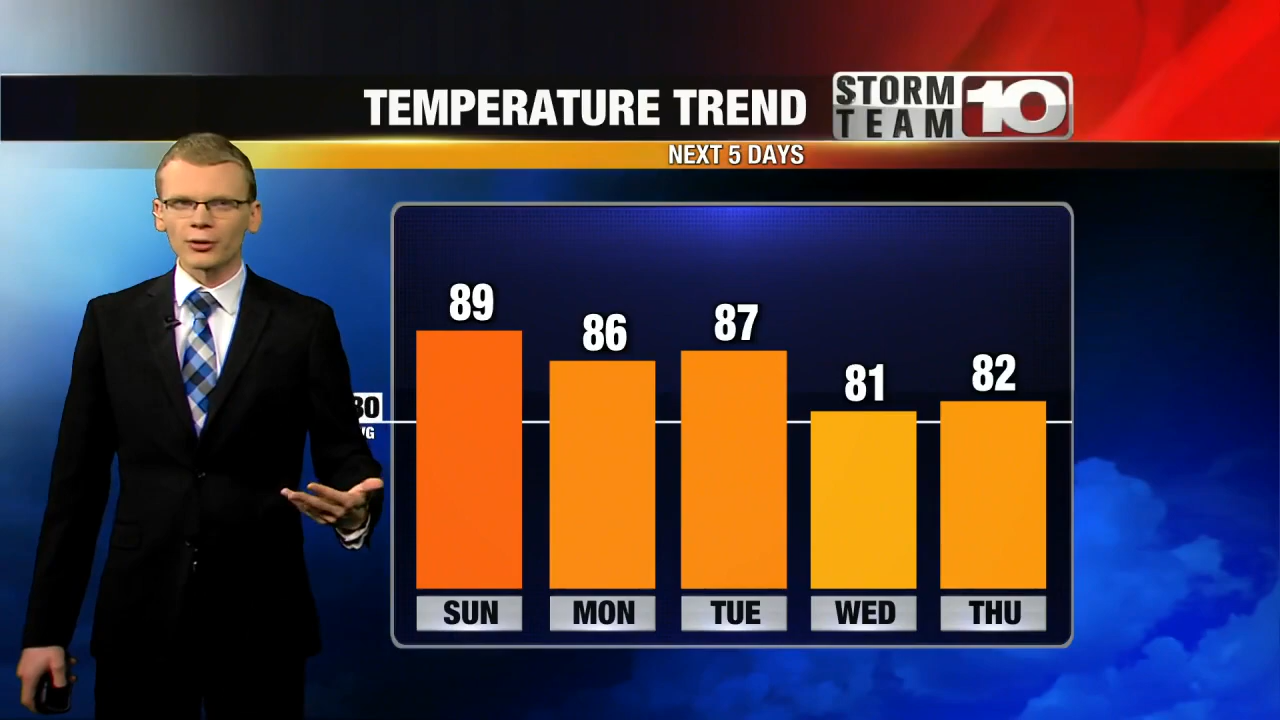 TEMPERATURE TREND
STORM TEAM 10
NEXT 5 DAYS
89
86
87
81
82
SUN
MON
TUE
WED
THU